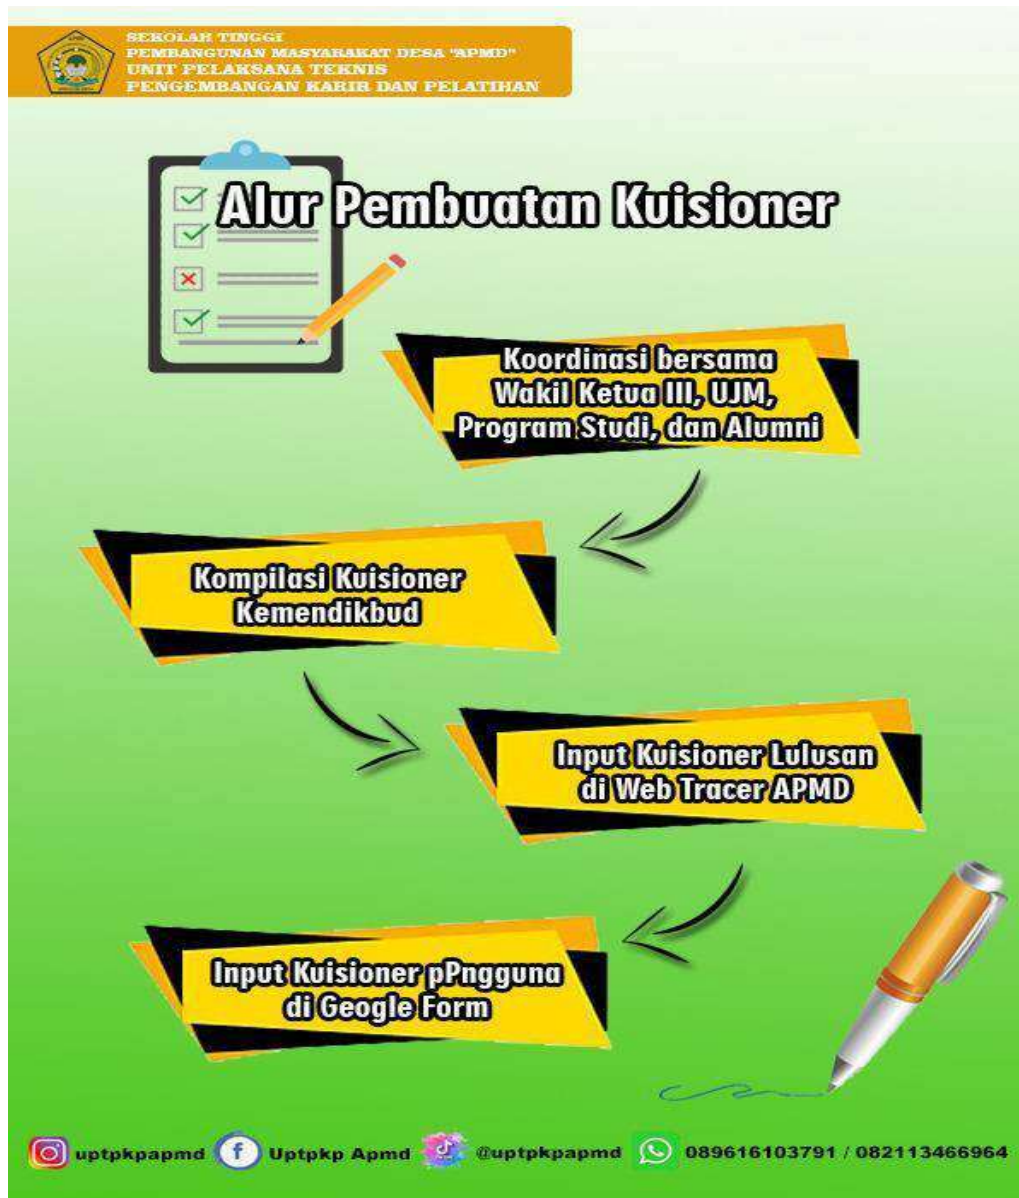 SEKOLAH TINGGI
PEMBANGUNAN MASYARAKAT DESA "APMD"
UNIT PELAKSANA TEKNIS
PENGEMBANGAN KARIR DAN PELATIHAN
Alur Pembuatan Kuisioner
Koordinasi bersama
Wakil Ketua III, UJM,
Program Studi, dan Alumni
Kompilasi Kuisioner
Kemendikbud
Input Kuisioner Lulusan
di Web Tracer APMD
Input Kuisioner pPngguna
di Geogle Form
uptpkpapmd Uptpkp Apmd @uptpkpapmd 089616103791 / 082113466964